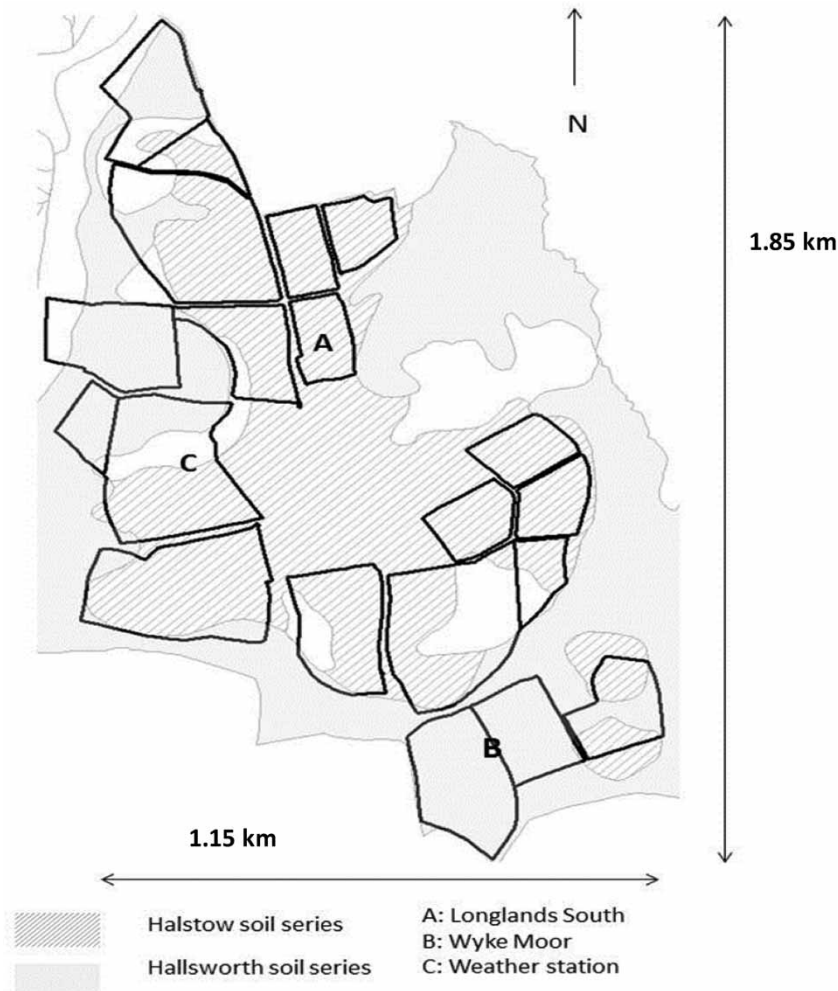 N
1.85 km
A
C
B
1.15 km
Halstow soil series
Hallsworth soil series
A: Longlands South
B: Wyke Moor
C: Weather station